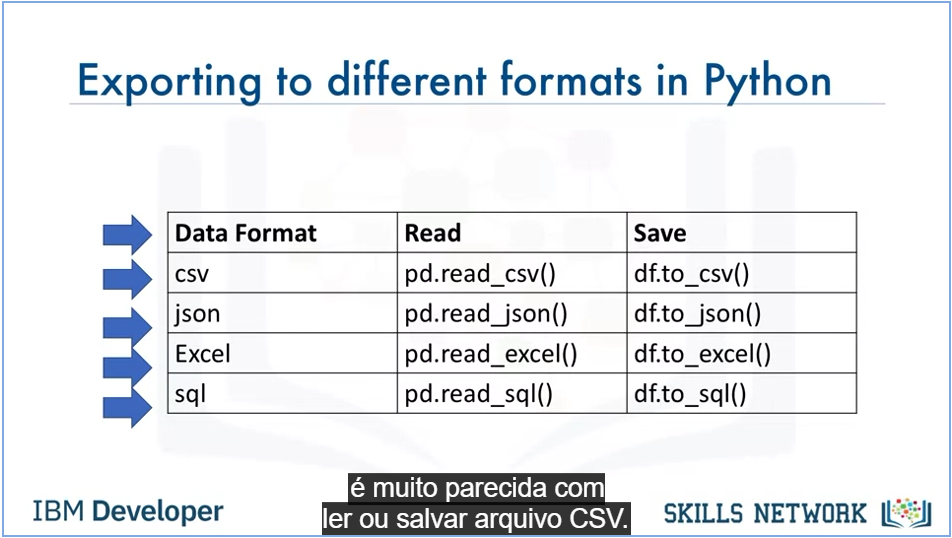 Exporting to different formats in Python
Data Format Read Save
csv pd.read_csv() df.to_csv()
json pd.read_json() df.to_json()
Excel pd.read_excel() df.to_excel()
sql pd.read_sql() df.to_sql()
é muito parecida com
ler ou salvar arquivo CSV.
IBM Developer
SKILLS NETWORK